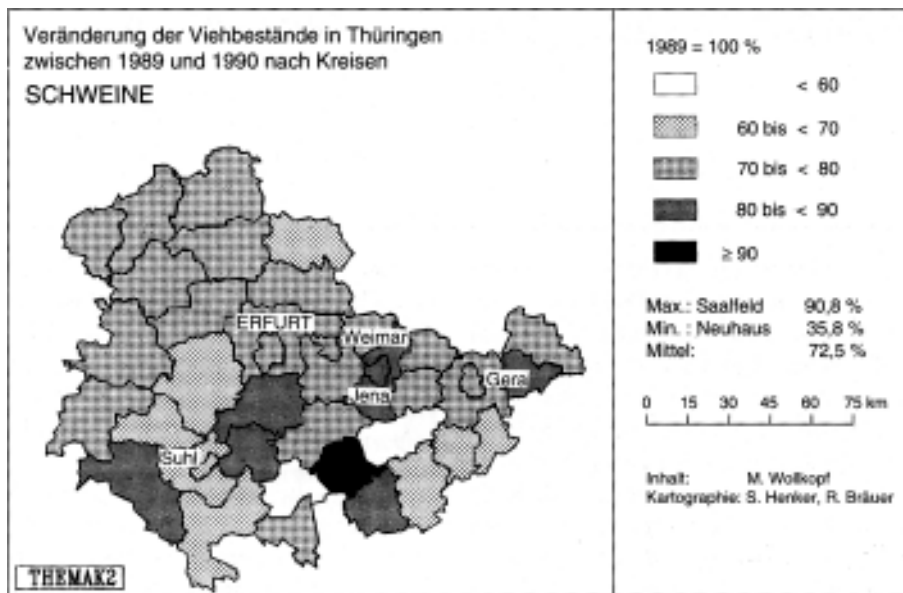 Veränderung der Viehbestände in Thüringen
zwischen 1989 und 1990 nach Kreisen
SCHWEINE
ERFURT
Weimar
Jena
Gera
Suhl
THEMAK2
1989 = 100 %
< 60
60 bis < 70
70 bis < 80
80 bis < 90
≥ 90
Max.: Saalfeld 90,8 %
Min. : Neuhaus 35,8 %
Mittel: 72,5 %
0 15 30 45 60 75 km
Inhalt: M. Wollkopf
Kartographie: S. Henker, R. Bräuer